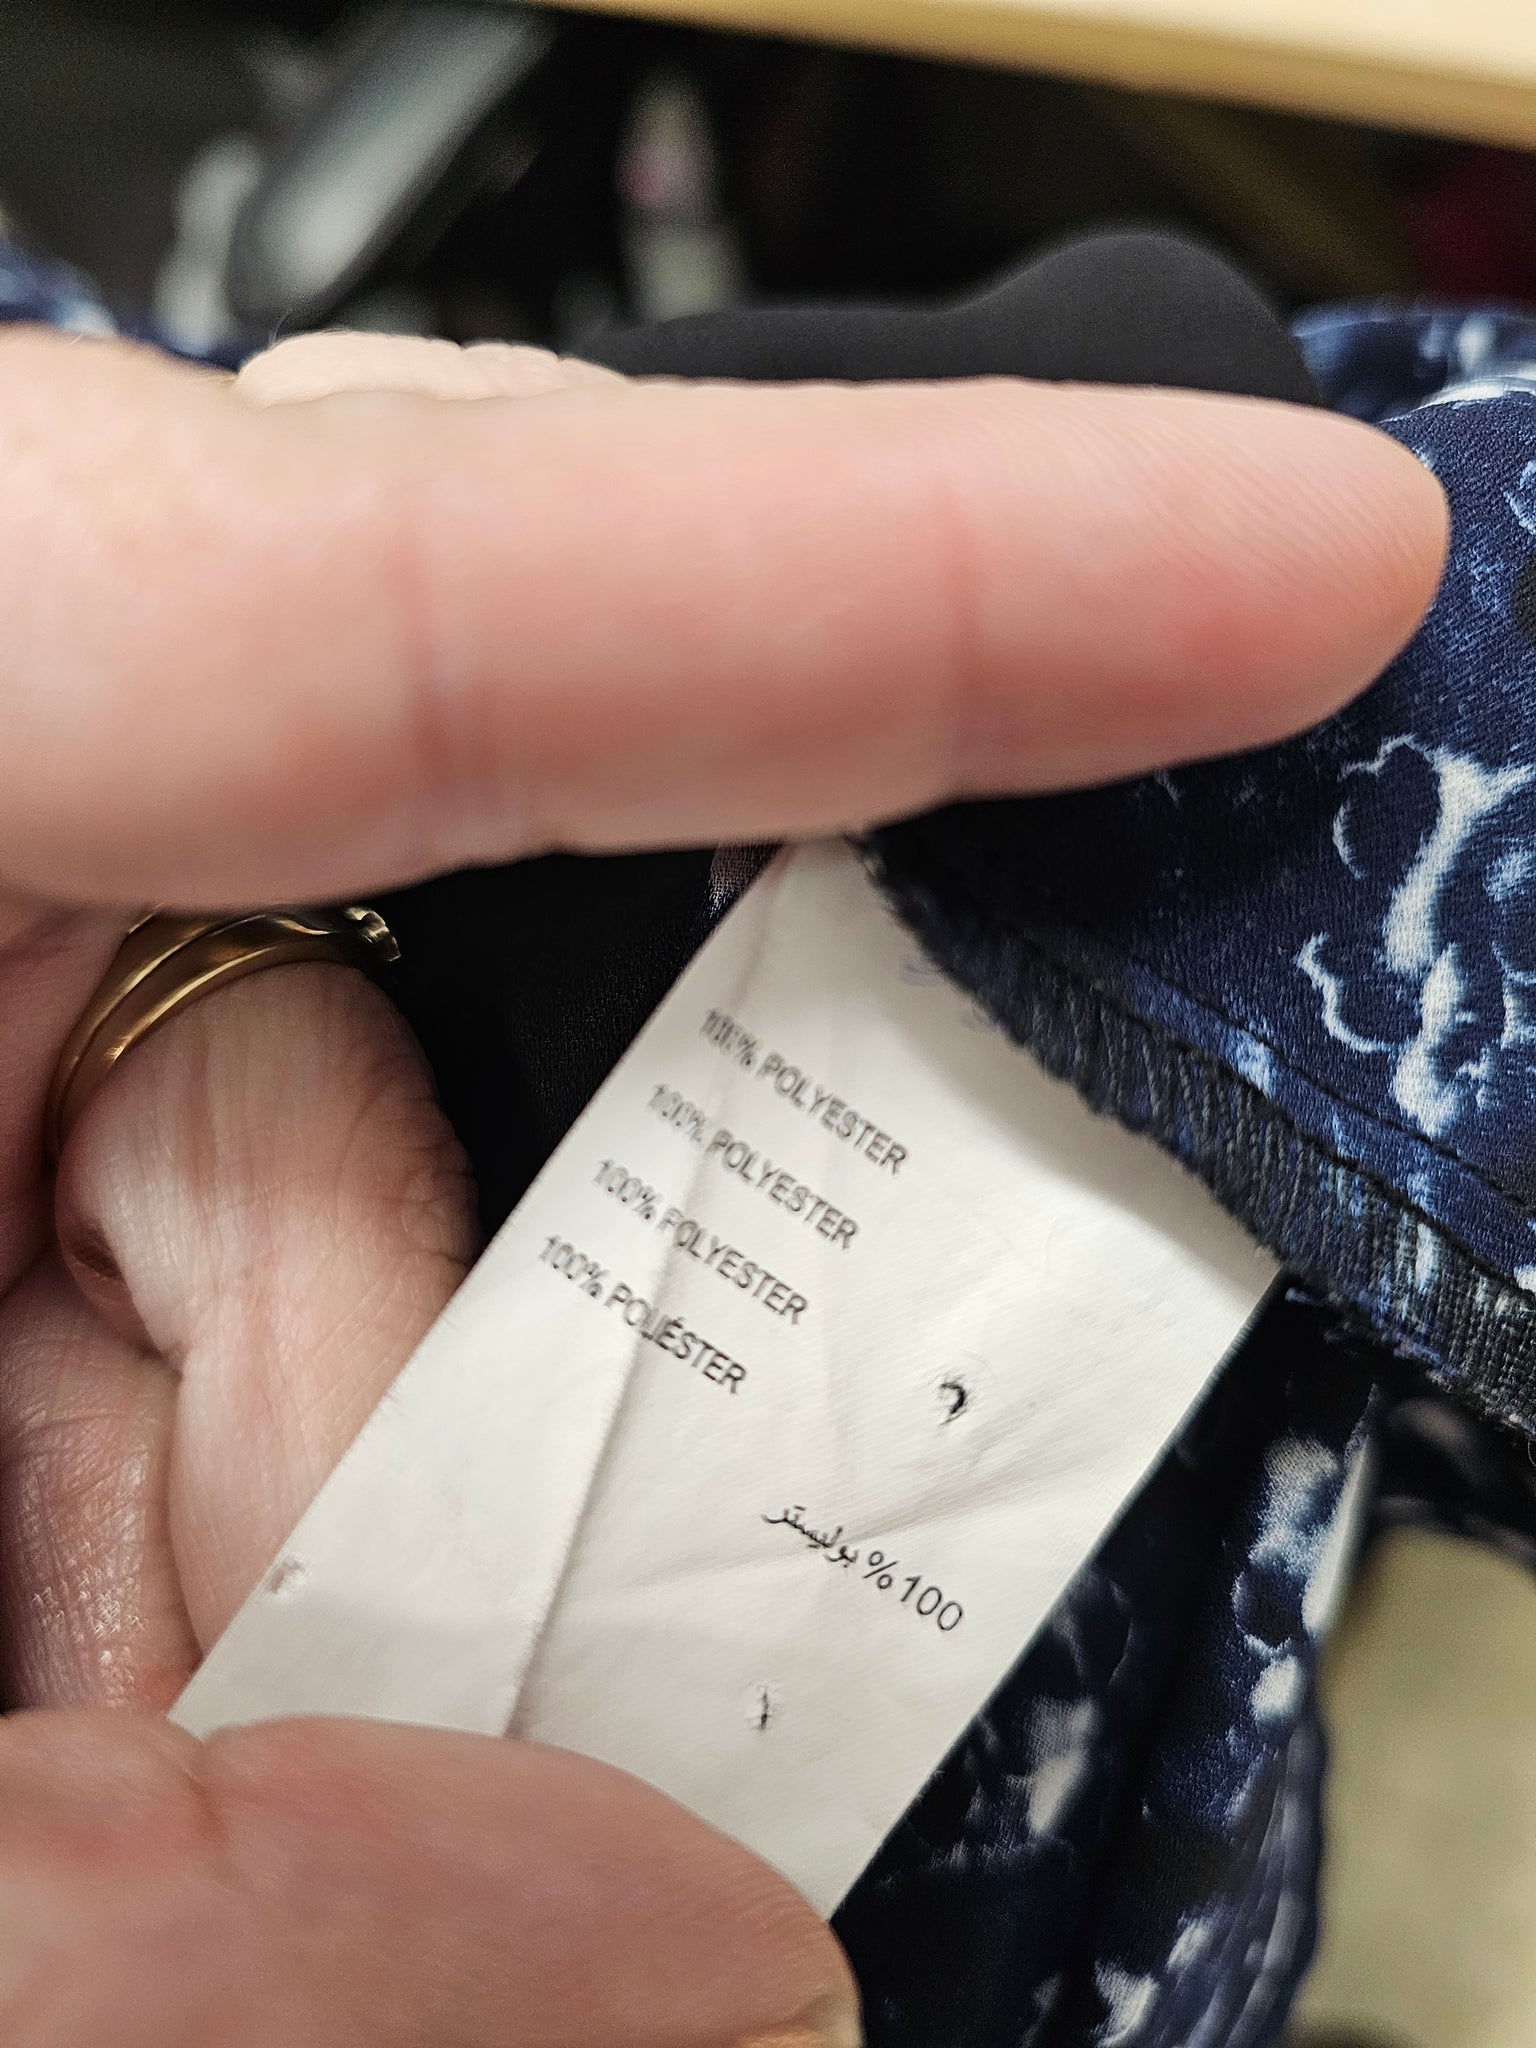 100% POLYESTER
100% POLYESTER
100% POLYESTER
100% POLIÉSTER
100 % بوليستر